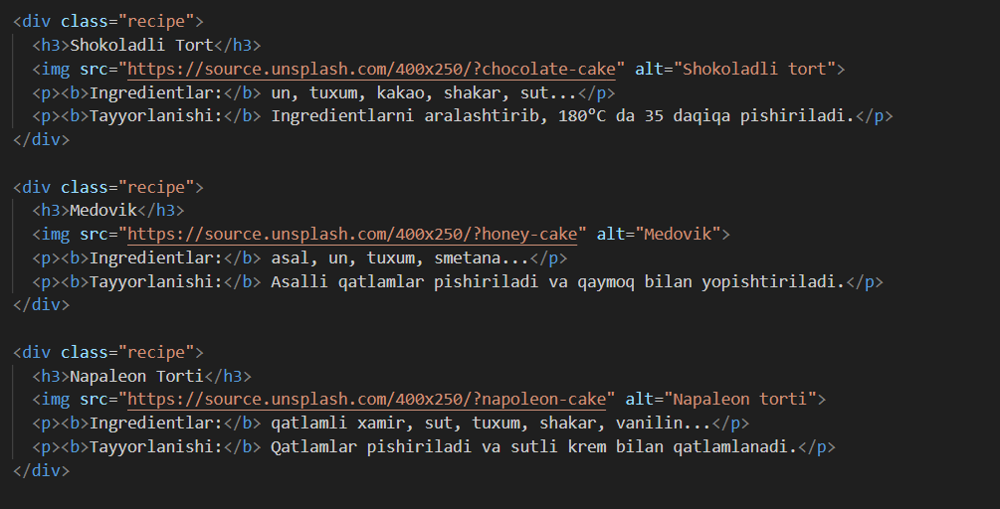 <div class="recipe">
  <h3>Shokoladli Tort</h3>
  <img src="https://source.unsplash.com/400x250/?chocolate-cake" alt="Shokoladli tort">
  <p><b>Ingredientlar:</b> un, tuxum, kakao, shakar, sut...</p>
  <p><b>Tayyorlanishi:</b> Ingredientlarni aralashtirib, 180°C da 35 daqiqa pishiriladi.</p>
</div>

<div class="recipe">
  <h3>Medovik</h3>
  <img src="https://source.unsplash.com/400x250/?honey-cake" alt="Medovik">
  <p><b>Ingredientlar:</b> asal, un, tuxum, smetana...</p>
  <p><b>Tayyorlanishi:</b> Asalli qatlamlar pishiriladi va qaymoq bilan yopishtiriladi.</p>
</div>

<div class="recipe">
  <h3>Napaleon Torti</h3>
  <img src="https://source.unsplash.com/400x250/?napoleon-cake" alt="Napaleon torti">
  <p><b>Ingredientlar:</b> qatlamli xamir, sut, tuxum, shakar, vanilin...</p>
  <p><b>Tayyorlanishi:</b> Qatlamlar pishiriladi va sutli krem bilan qatlamlanadi.</p>
</div>